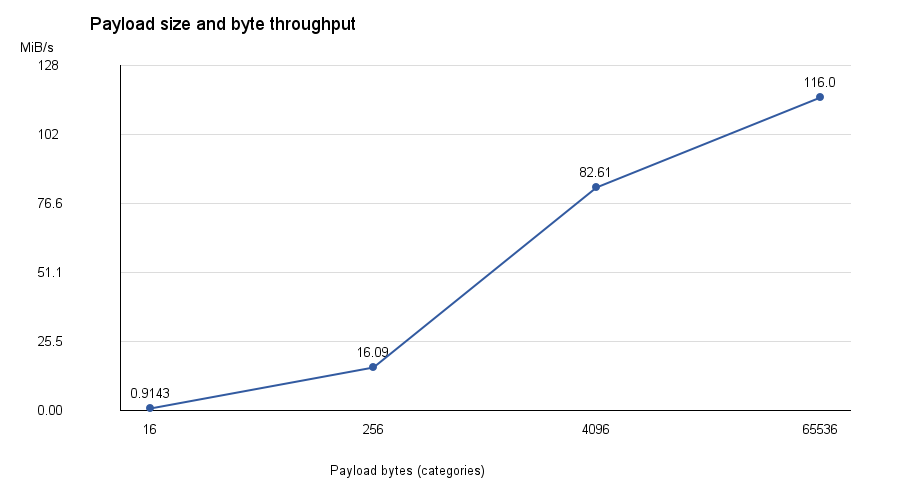 Payload size and byte throughput
MiB/s
128
116.0
102
82.61
76.6
51.1
25.5
16.09
0.9143
0.00
16 256 4096 65536
Payload bytes (categories)